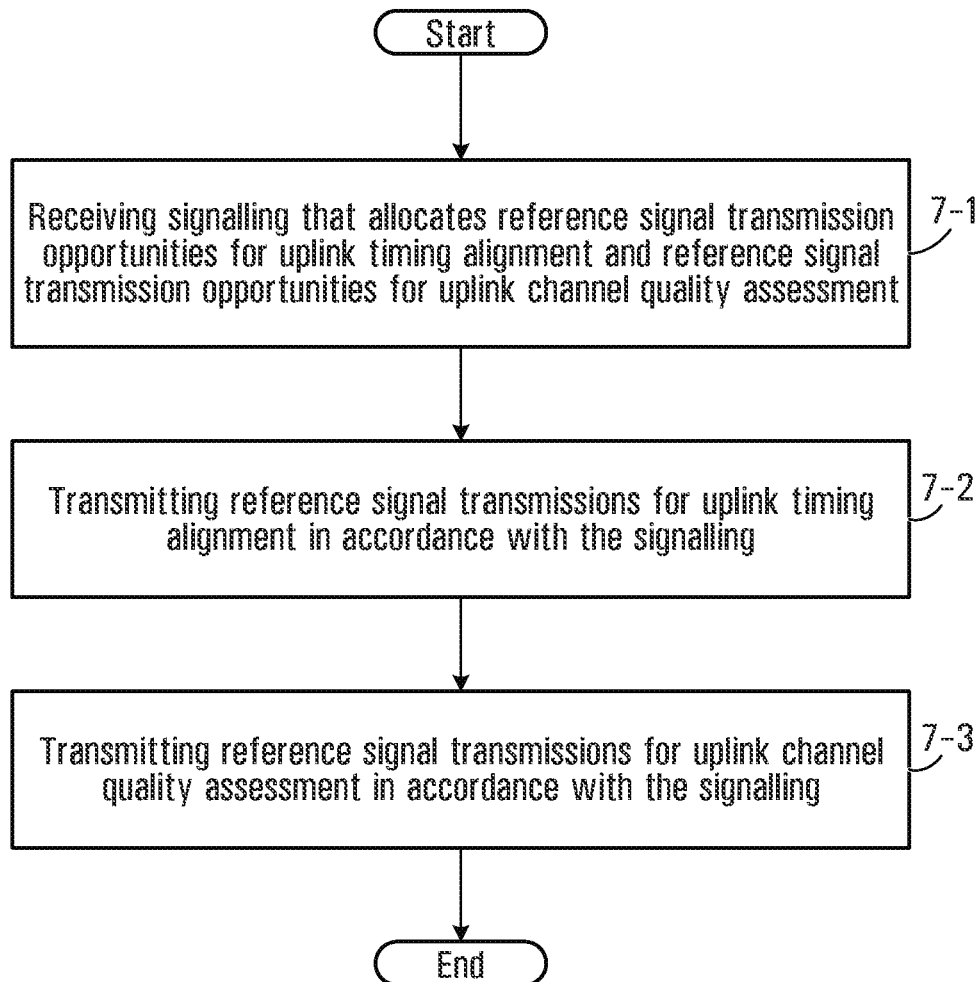 Start
Receiving signalling that allocates reference signal transmission
opportunities for uplink timing alignment and reference signal
transmission opportunities for uplink channel quality assessment
7-1
Transmitting reference signal transmissions for uplink timing
alignment in accordance with the signalling
7-2
Transmitting reference signal transmissions for uplink channel
quality assessment in accordance with the signalling
7-3
End